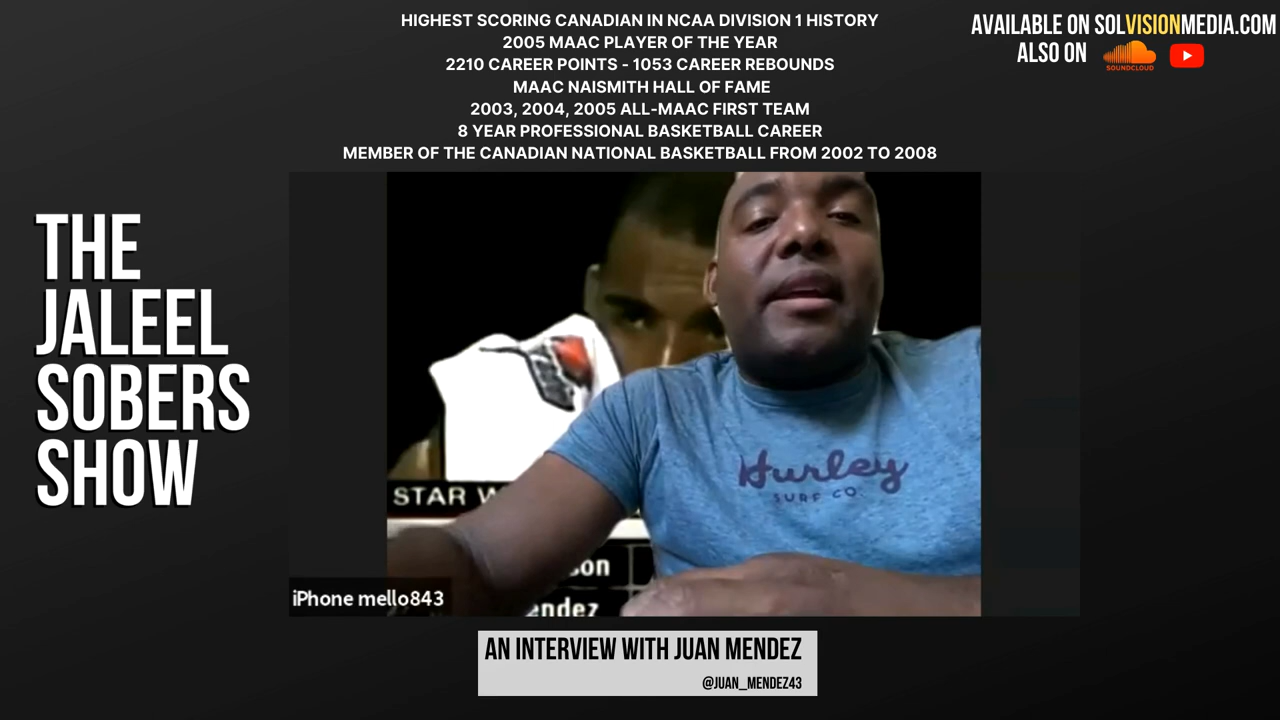 HIGHEST SCORING CANADIAN IN NCAA DIVISION 1 HISTORY
2005 MAAC PLAYER OF THE YEAR
2210 CAREER POINTS - 1053 CAREER REBOUNDS
MAAC NAISMITH HALL OF FAME
2003, 2004, 2005 ALL-MAAC FIRST TEAM
8 YEAR PROFESSIONAL BASKETBALL CAREER
MEMBER OF THE CANADIAN NATIONAL BASKETBALL FROM 2002 TO 2008
AVAILABLE ON SOLVISIONMEDIA.COM
ALSO ON
SOUNDCLOUD
THE
JALEEL
SOBERS
SHOW
Hurley
SURF CO.
STAR W
son
endez
iPhone mello843
AN INTERVIEW WITH JUAN MENDEZ
@JUAN_MENDEZ43